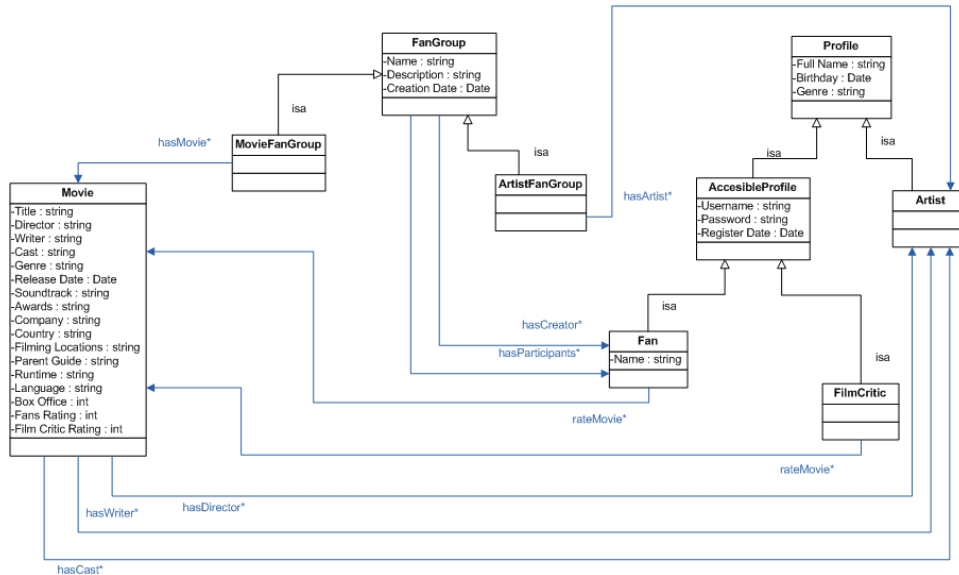 FanGroup
-Name : string
-Description : string
-Creation Date : Date
Profile
-Full Name : string
-Birthday : Date
-Genre : string
isa
hasMovie*
MovieFanGroup
isa
ArtistFanGroup
hasArtist*
isa
isa
AccesibleProfile
-Username : string
-Password : string
-Register Date : Date
Artist
Movie
-Title : string
-Director : string
-Writer : string
-Cast : string
-Genre : string
-Release Date : Date
-Soundtrack : string
-Awards : string
-Company : string
-Country : string
-Filming Locations : string
-Parent Guide : string
-Runtime : string
-Language : string
-Box Office : int
-Fans Rating : int
-Film Critic Rating : int
isa
hasCreator*
hasParticipants*
Fan
-Name : string
isa
FilmCritic
rateMovie*
rateMovie*
hasDirector*
hasWriter*
hasCast*